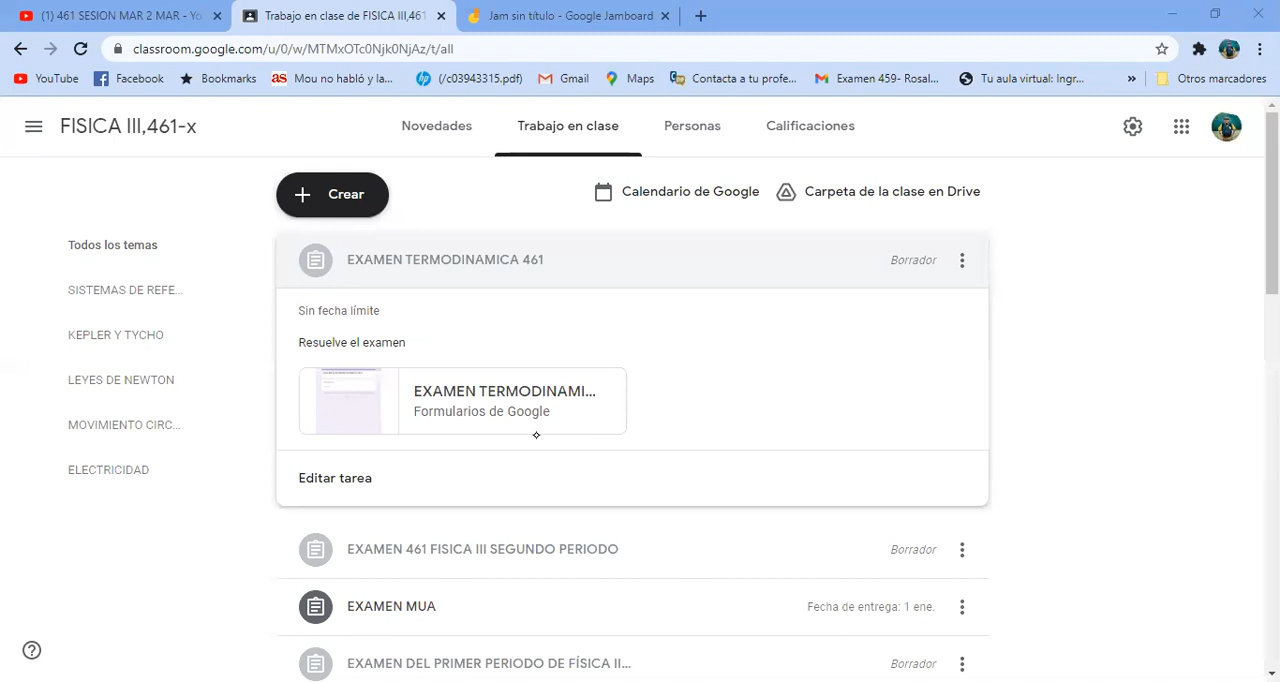 (1) 461 SESION MAR 2 MAR - Yo
Trabajo en clase de FISICA III,461
Jam sin título - Google Jamboard
classroom.google.com/u/0/w/MTMxOTc0Njk0NjAz/t/all
YouTube
Facebook
Bookmarks
Mou no habló y la...
(/c03943315.pdf)
Gmail
Maps
Contacta a tu profe...
Examen 459- Rosal...
Tu aula virtual: Ingr...
»
Otros marcadores
FISICA III,461-x
Novedades
Trabajo en clase
Personas
Calificaciones
Crear
Calendario de Google
Carpeta de la clase en Drive
Todos los temas
SISTEMAS DE REFE...
KEPLER Y TYCHO
LEYES DE NEWTON
MOVIMIENTO CIRC...
ELECTRICIDAD
EXAMEN TERMODINAMICA 461
Borrador
Sin fecha límite
Resuelve el examen
EXAMEN TERMODINAMI...
Formularios de Google
Editar tarea
EXAMEN 461 FISICA III SEGUNDO PERIODO
Borrador
EXAMEN MUA
Fecha de entrega: 1 ene.
EXAMEN DEL PRIMER PERIODO DE FÍSICA II...
Borrador